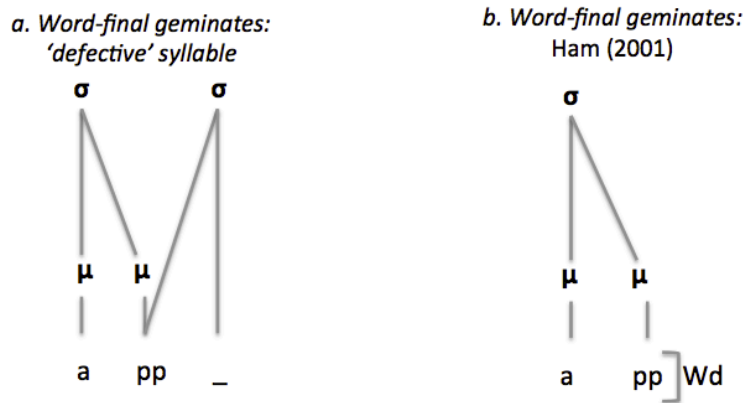 a. Word-final geminates:
‘defective’ syllable
σ σ
μ μ
a pp _
b. Word-final geminates:
Ham (2001)
σ
μ μ
a pp Wd